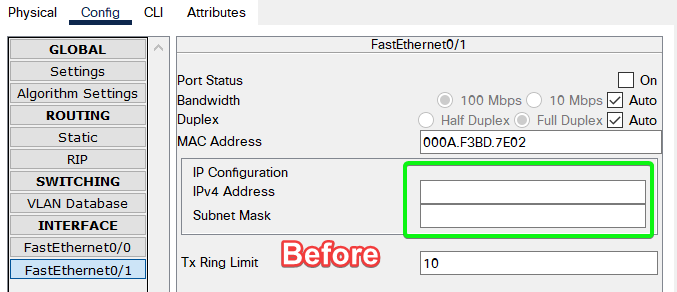 Physical Config CLI Attributes
GLOBAL
Settings
Algorithm Settings
ROUTING
Static
RIP
SWITCHING
VLAN Database
INTERFACE
FastEthernet0/0
FastEthernet0/1
FastEthernet0/1
Port Status On
Bandwidth 100 Mbps 10 Mbps Auto
Duplex Half Duplex Full Duplex Auto
MAC Address 000A.F3BD.7E02
IP Configuration
IPv4 Address
Subnet Mask
Before
Tx Ring Limit 10